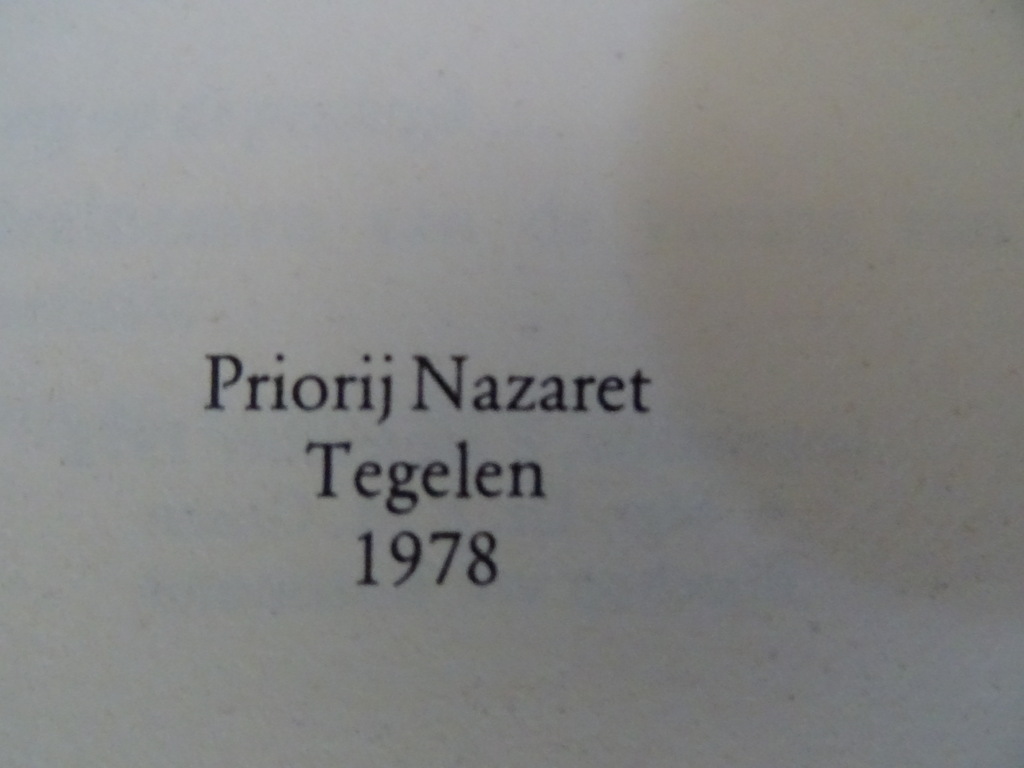 Priorij Nazaret
Tegelen
1978